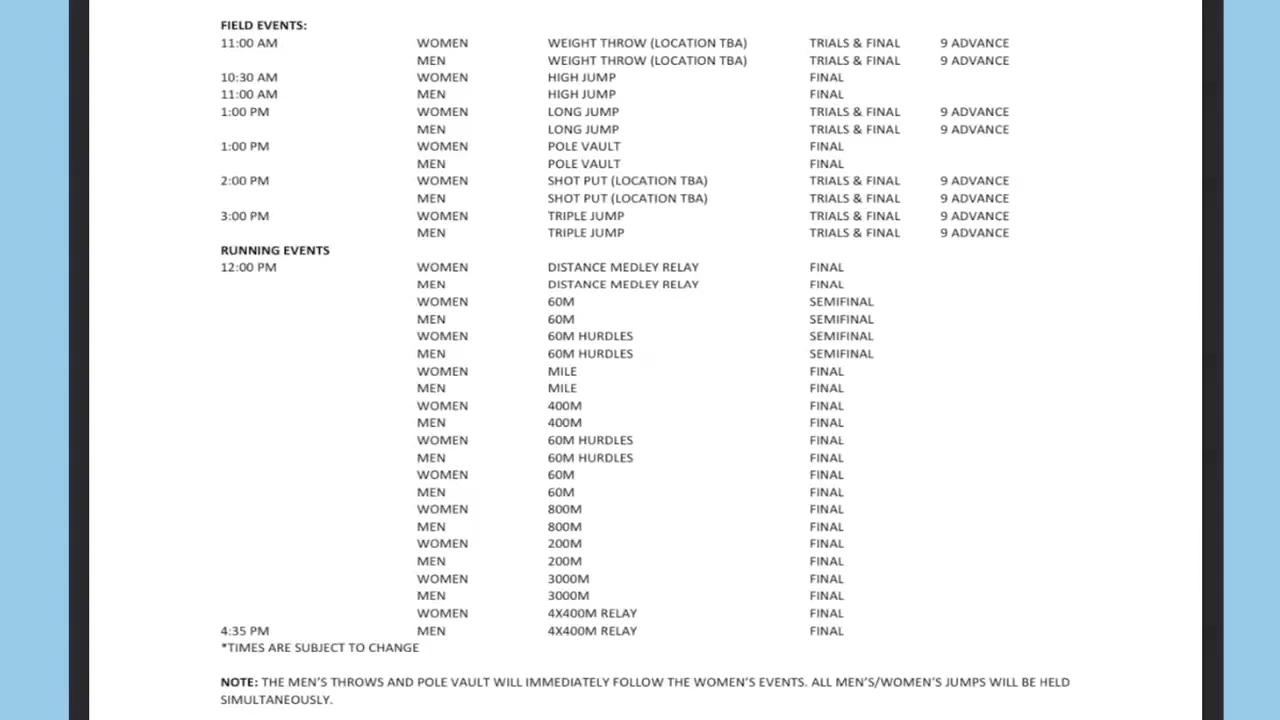 FIELD EVENTS:
11:00 AM WOMEN WEIGHT THROW (LOCATION TBA) TRIALS & FINAL 9 ADVANCE
MEN WEIGHT THROW (LOCATION TBA) TRIALS & FINAL 9 ADVANCE
10:30 AM WOMEN HIGH JUMP FINAL
11:00 AM MEN HIGH JUMP FINAL
1:00 PM WOMEN LONG JUMP TRIALS & FINAL 9 ADVANCE
MEN LONG JUMP TRIALS & FINAL 9 ADVANCE
1:00 PM WOMEN POLE VAULT FINAL
MEN POLE VAULT FINAL
2:00 PM WOMEN SHOT PUT (LOCATION TBA) TRIALS & FINAL 9 ADVANCE
MEN SHOT PUT (LOCATION TBA) TRIALS & FINAL 9 ADVANCE
3:00 PM WOMEN TRIPLE JUMP TRIALS & FINAL 9 ADVANCE
MEN TRIPLE JUMP TRIALS & FINAL 9 ADVANCE
RUNNING EVENTS
12:00 PM WOMEN DISTANCE MEDLEY RELAY FINAL
MEN DISTANCE MEDLEY RELAY FINAL
WOMEN 60M SEMIFINAL
MEN 60M SEMIFINAL
WOMEN 60M HURDLES SEMIFINAL
MEN 60M HURDLES SEMIFINAL
WOMEN MILE FINAL
MEN MILE FINAL
WOMEN 400M FINAL
MEN 400M FINAL
WOMEN 60M HURDLES FINAL
MEN 60M HURDLES FINAL
WOMEN 60M FINAL
MEN 60M FINAL
WOMEN 800M FINAL
MEN 800M FINAL
WOMEN 200M FINAL
MEN 200M FINAL
WOMEN 3000M FINAL
MEN 3000M FINAL
WOMEN 4X400M RELAY FINAL
4:35 PM MEN 4X400M RELAY FINAL
*TIMES ARE SUBJECT TO CHANGE
NOTE: THE MEN'S THROWS AND POLE VAULT WILL IMMEDIATELY FOLLOW THE WOMEN'S EVENTS. ALL MEN'S/WOMEN'S JUMPS WILL BE HELD
SIMULTANEOUSLY.